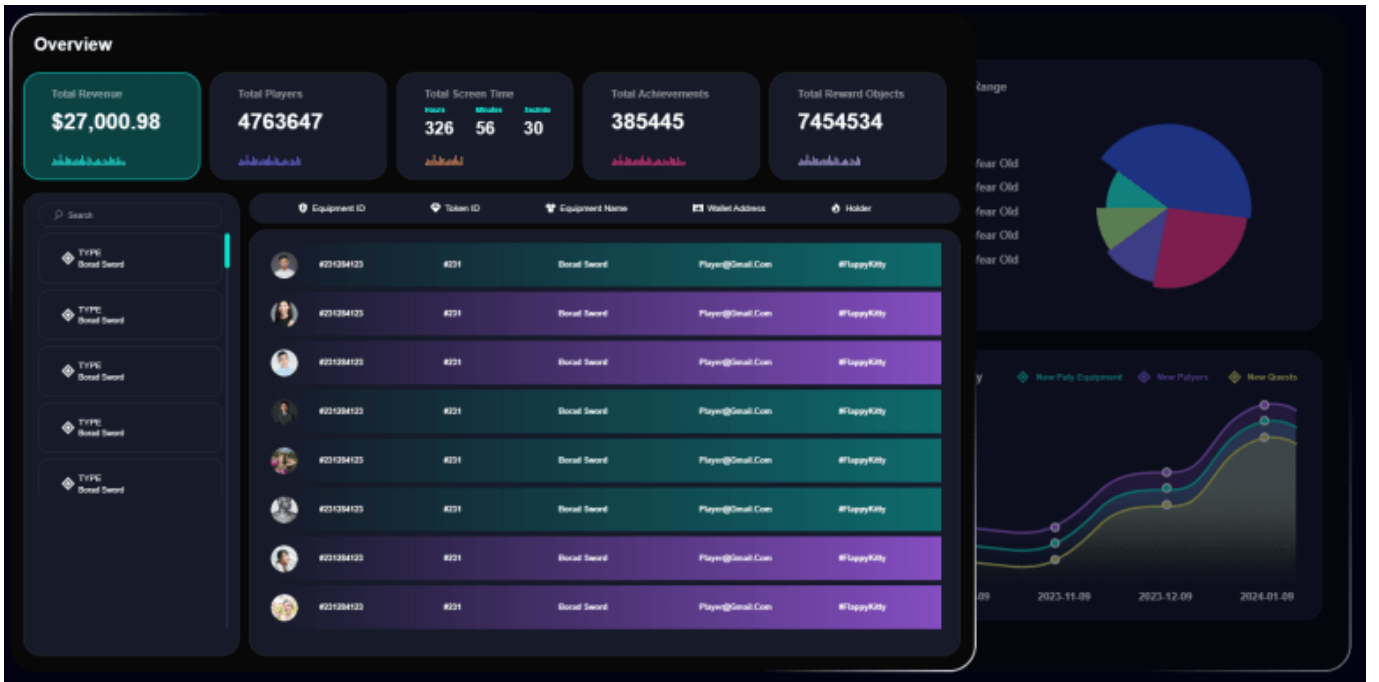 Overview
Total Revenue
$27,000.98
Total Players
4763647
Total Screen Time
Hours Minutes Seconds
326 56 30
Total Achievements
385445
Total Reward Objects
7454534
Search
TYPE
Borad Sword
TYPE
Borad Sword
TYPE
Borad Sword
TYPE
Borad Sword
TYPE
Borad Sword
Equipment ID Token ID Equipment Name Wallet Address Holder
#231284123 #231 Borad Sword Player@Gmail.Com #FlappyKitty
#231284123 #231 Borad Sword Player@Gmail.Com #FlappyKitty
#231284123 #231 Borad Sword Player@Gmail.Com #FlappyKitty
#231284123 #231 Borad Sword Player@Gmail.Com #FlappyKitty
#231284123 #231 Borad Sword Player@Gmail.Com #FlappyKitty
#231284123 #231 Borad Sword Player@Gmail.Com #FlappyKitty
#231284123 #231 Borad Sword Player@Gmail.Com #FlappyKitty
#231284123 #231 Borad Sword Player@Gmail.Com #FlappyKitty
Range
Year Old
Year Old
Year Old
Year Old
Year Old
y New Paly Equipment New Palyers New Quests
09 2023-11-09 2023-12-09 2024-01-09